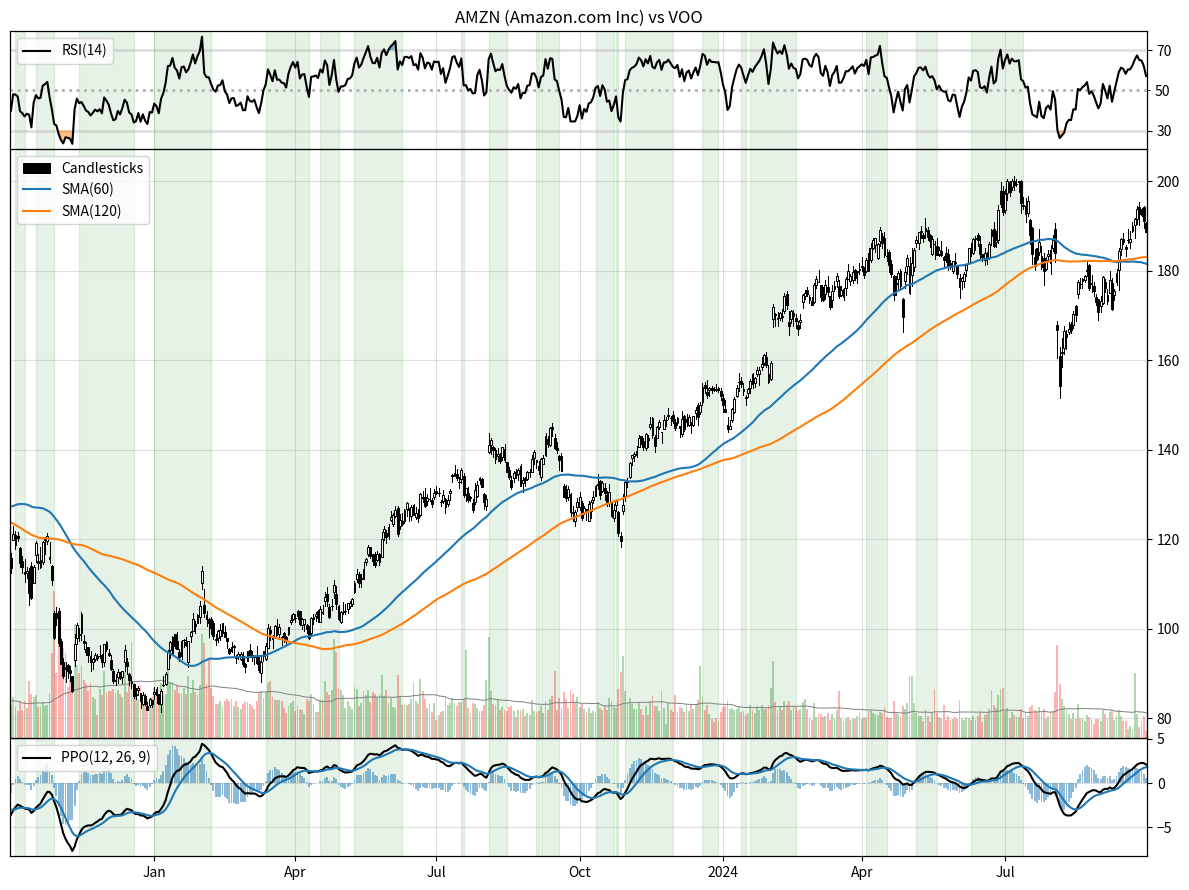 AMZN (Amazon.com Inc) vs VOO
RSI(14)
70
50
30
Candlesticks
SMA(60)
SMA(120)
200
180
160
140
120
100
80
PPO(12, 26, 9)
5
0
−5
Jan
Apr
Jul
Oct
2024
Apr
Jul